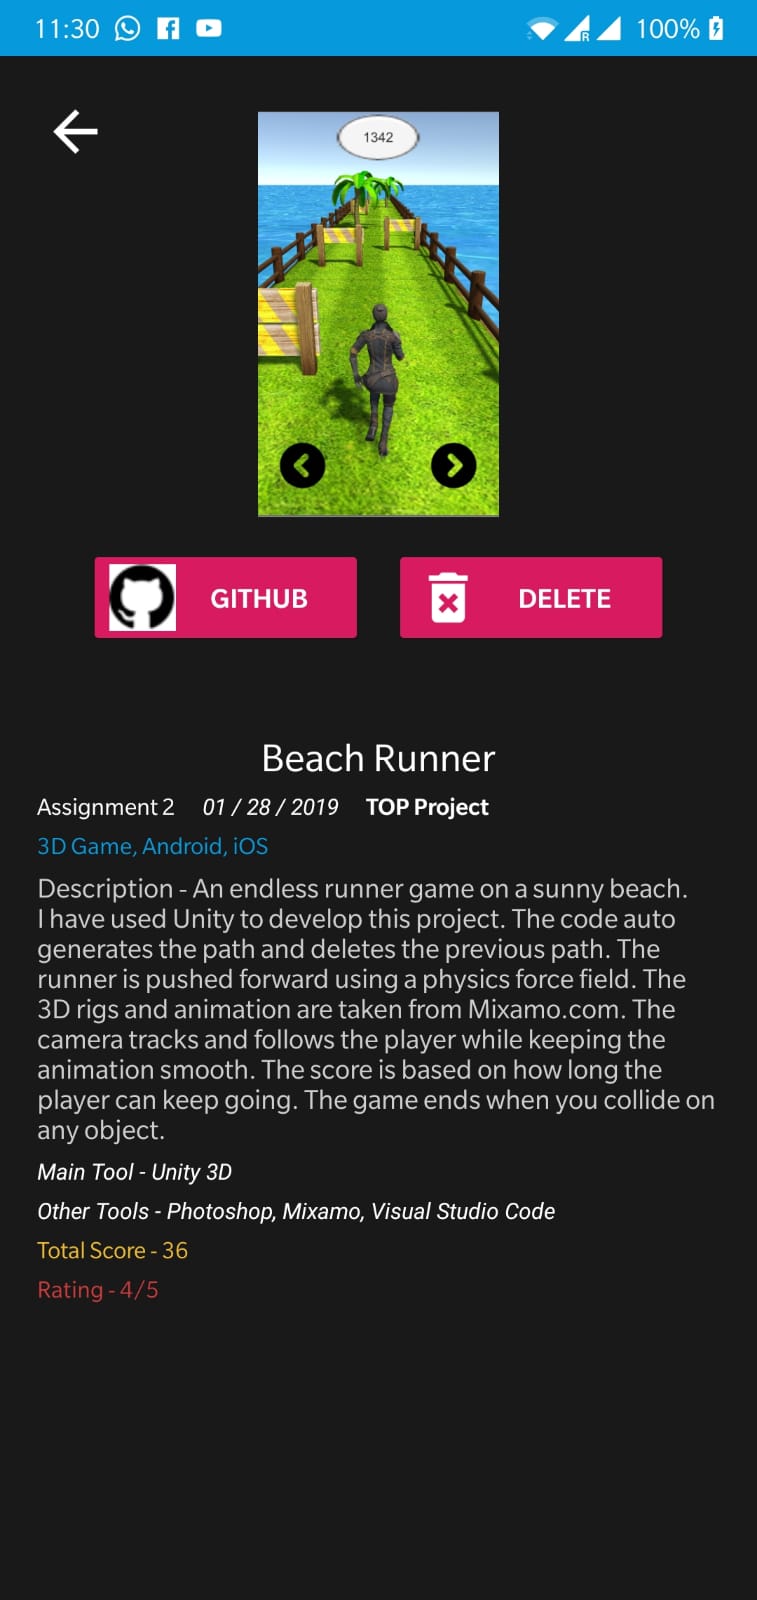 11:30
R
100%
1342
GITHUB
DELETE
Beach Runner
Assignment 2 01 / 28 / 2019 TOP Project
3D Game, Android, iOS
Description - An endless runner game on a sunny beach.
I have used Unity to develop this project. The code auto
generates the path and deletes the previous path. The
runner is pushed forward using a physics force field. The
3D rigs and animation are taken from Mixamo.com. The
camera tracks and follows the player while keeping the
animation smooth. The score is based on how long the
player can keep going. The game ends when you collide on
any object.
Main Tool - Unity 3D
Other Tools - Photoshop, Mixamo, Visual Studio Code
Total Score - 36
Rating - 4/5